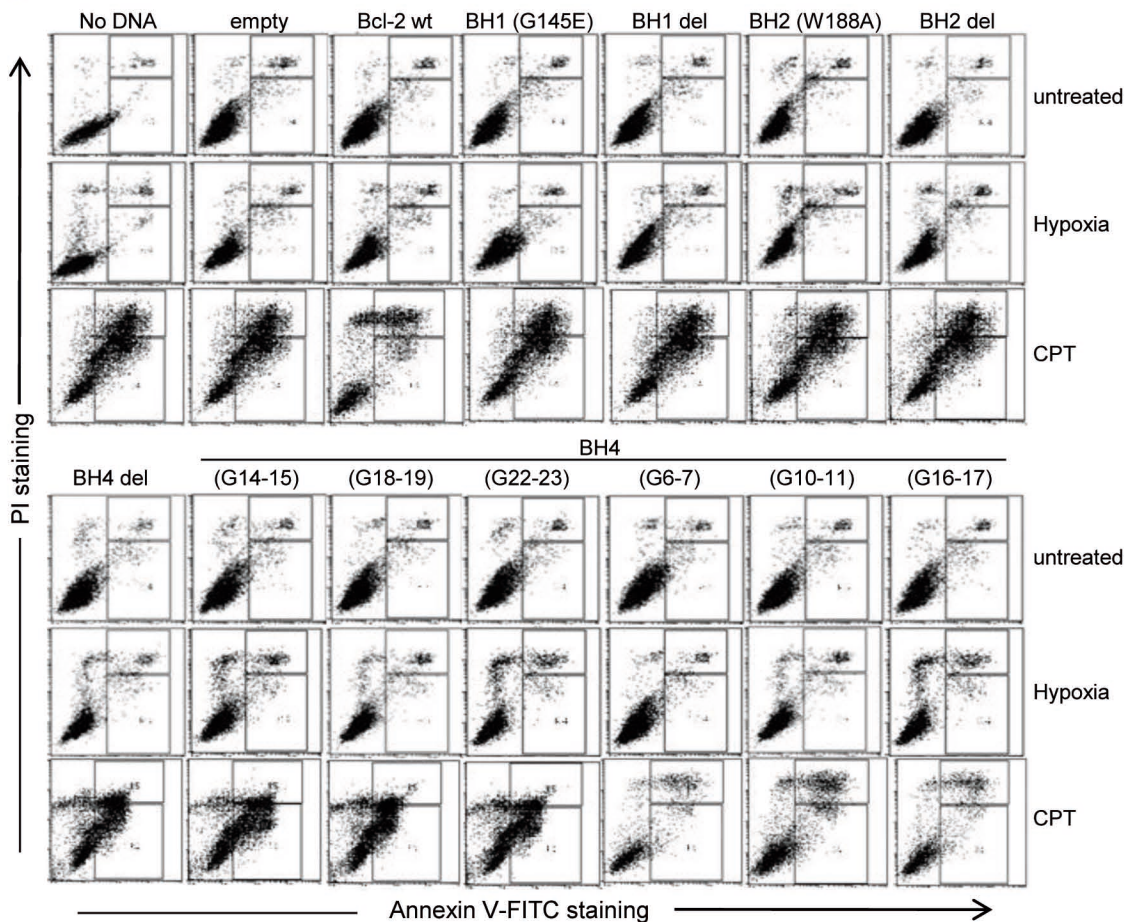 No DNA empty Bcl-2 wt BH1 (G145E) BH1 del BH2 (W188A) BH2 del
untreated
Hypoxia
CPT
BH4
BH4 del (G14-15) (G18-19) (G22-23) (G6-7) (G10-11) (G16-17)
untreated
Hypoxia
CPT
PI staining
Annexin V-FITC staining